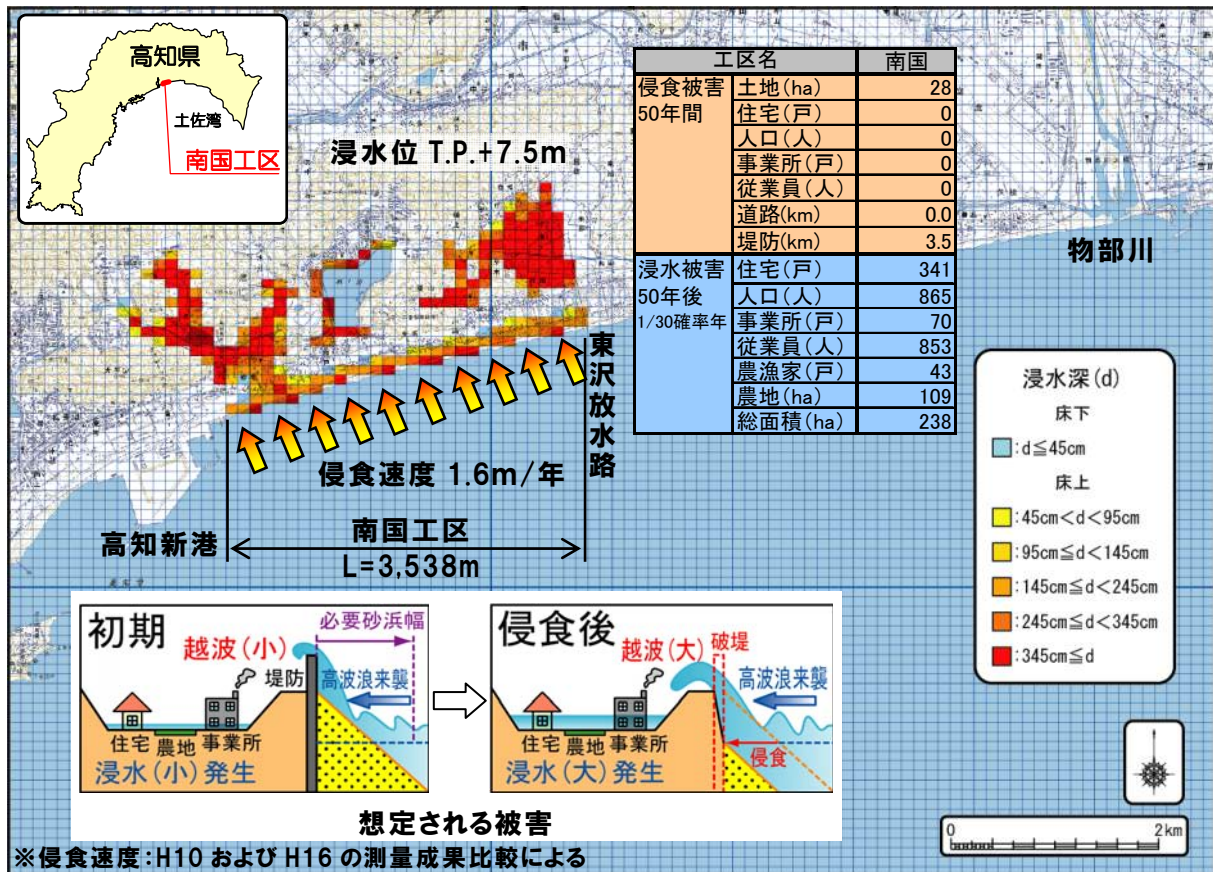 高知県
土佐湾
南国工区
浸水位 T.P.+7.5m
工区名 南国
侵食被害 土地(ha) 28
50年間 住宅(戸) 0
人口(人) 0
事業所(戸) 0
従業員(人) 0
道路(km) 0.0
堤防(km) 3.5
浸水被害 住宅(戸) 341
50年後 人口(人) 865
1/30確率年 事業所(戸) 70
従業員(人) 853
農漁家(戸) 43
農地(ha) 109
総面積(ha) 238
物部川
東沢放水路
侵食速度 1.6m/年
南国工区
L=3,538m
高知新港
浸水深(d)
床下
:d≦45cm
床上
:45cm<d<95cm
:95cm≦d<145cm
:145cm≦d<245cm
:245cm≦d<345cm
:345cm≦d
初期
必要砂浜幅
越波(小)
堤防
高波浪来襲
住宅 農地 事業所
浸水(小)発生
侵食後
越波(大)
破堤
高波浪来襲
侵食
住宅 農地 事業所
浸水(大)発生
想定される被害
0 2km
※侵食速度:H10 および H16 の測量成果比較による